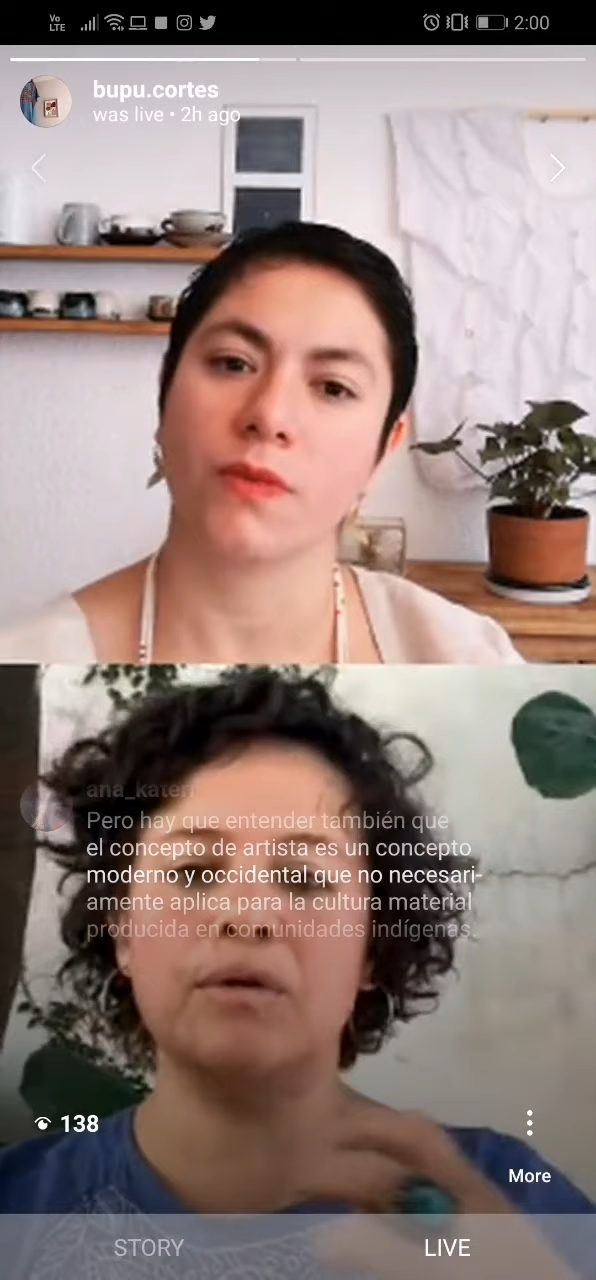 Vo
LTE
2:00
bupu.cortes
was live • 2h ago
ana_katen
Pero hay que entender también que
el concepto de artista es un concepto
moderno y occidental que no necesari-
amente aplica para la cultura material
producida en comunidades indígenas.
138
More
STORY
LIVE